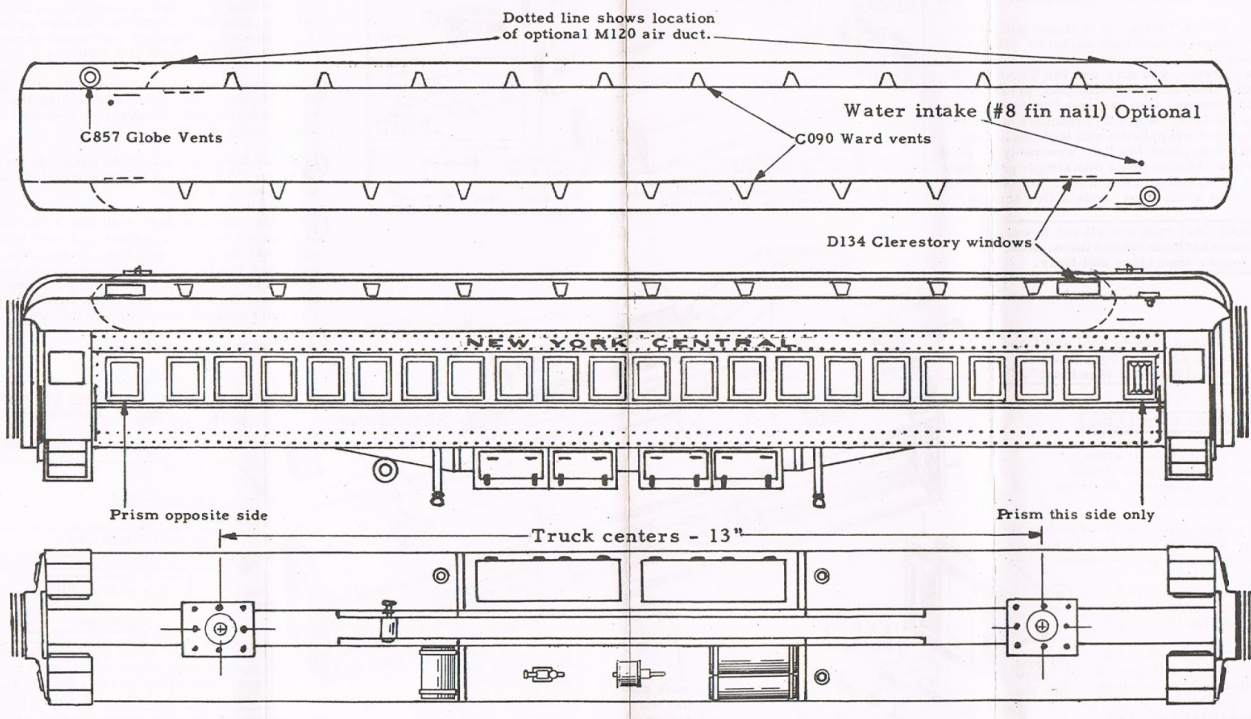 Dotted line shows location
of optional M120 air duct.
Water intake (#8 fin nail) Optional
C857 Globe Vents
C090 Ward vents
D134 Clerestory windows
NEW YORK CENTRAL
Prism opposite side
Prism this side only
Truck centers - 13"